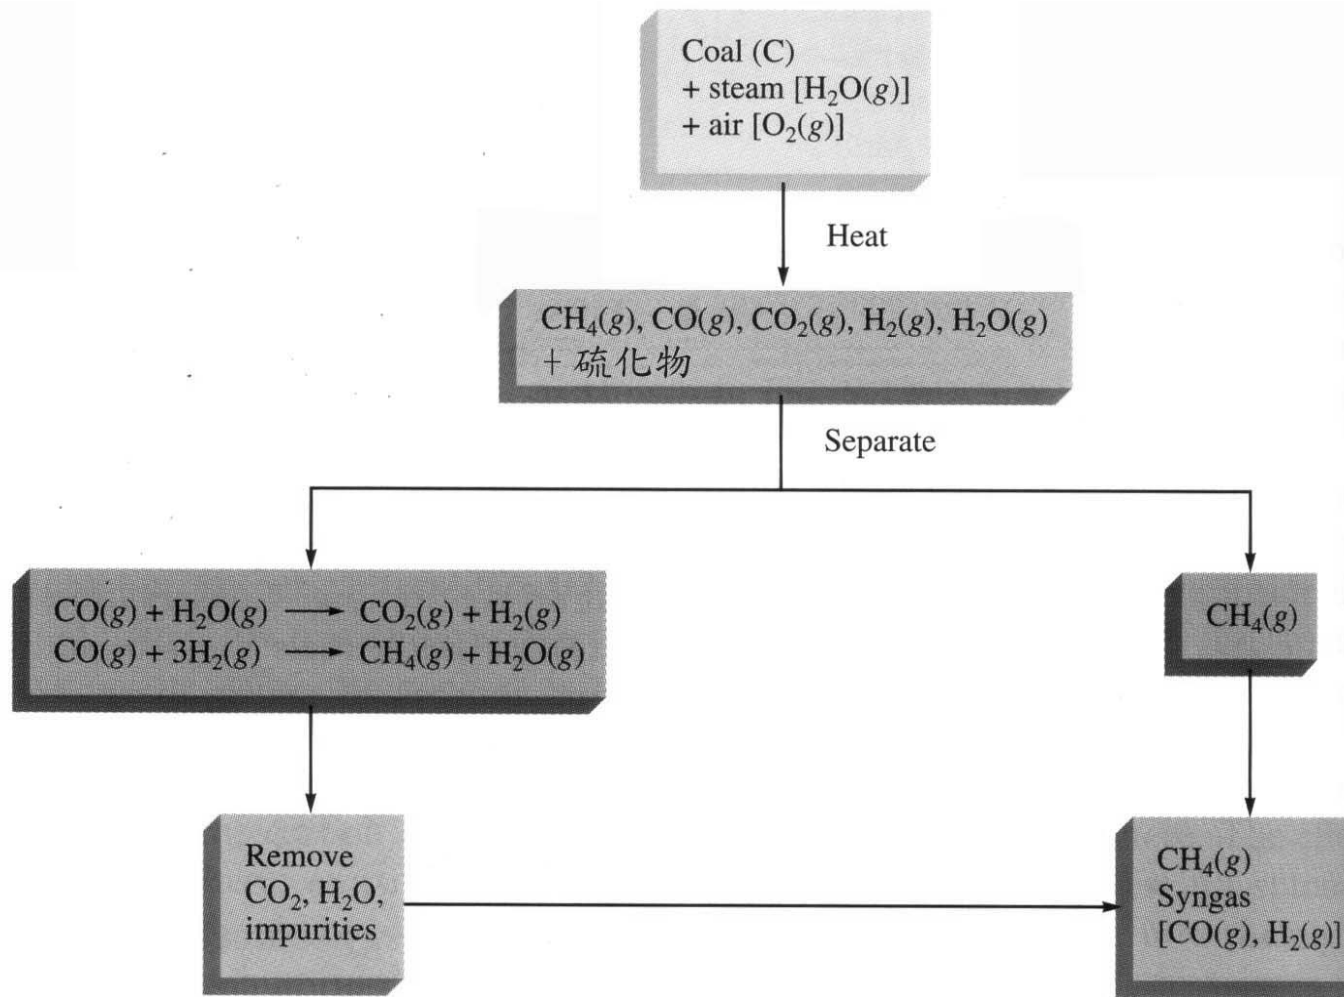 Coal (C)
+ steam [H₂O(g)]
+ air [O₂(g)]
Heat
CH₄(g), CO(g), CO₂(g), H₂(g), H₂O(g)
+ 硫化物
Separate
CO(g) + H₂O(g) ⟶ CO₂(g) + H₂(g)
CO(g) + 3H₂(g) ⟶ CH₄(g) + H₂O(g)
CH₄(g)
Remove
CO₂, H₂O,
impurities
CH₄(g)
Syngas
[CO(g), H₂(g)]